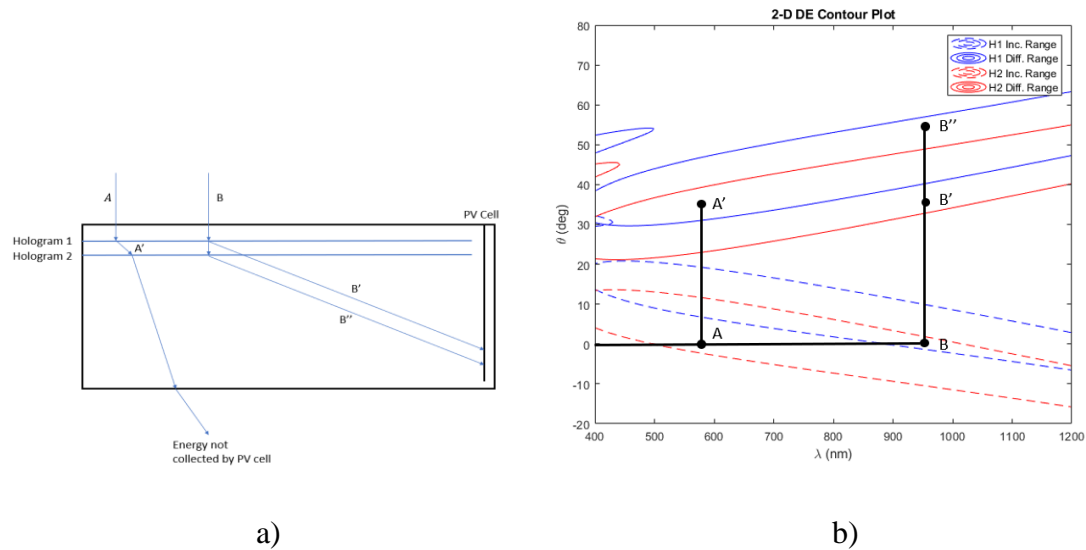 A
B
PV Cell
Hologram 1
Hologram 2
A’
B’
B’’
Energy not
collected by PV cell
a)
2-D DE Contour Plot
H1 Inc. Range
H1 Diff. Range
H2 Inc. Range
H2 Diff. Range
80
70
60
50
40
30
20
10
0
-10
-20
θ (deg)
B’’
A’
B’
A
B
400
500
600
700
800
900
1000
1100
1200
λ (nm)
b)